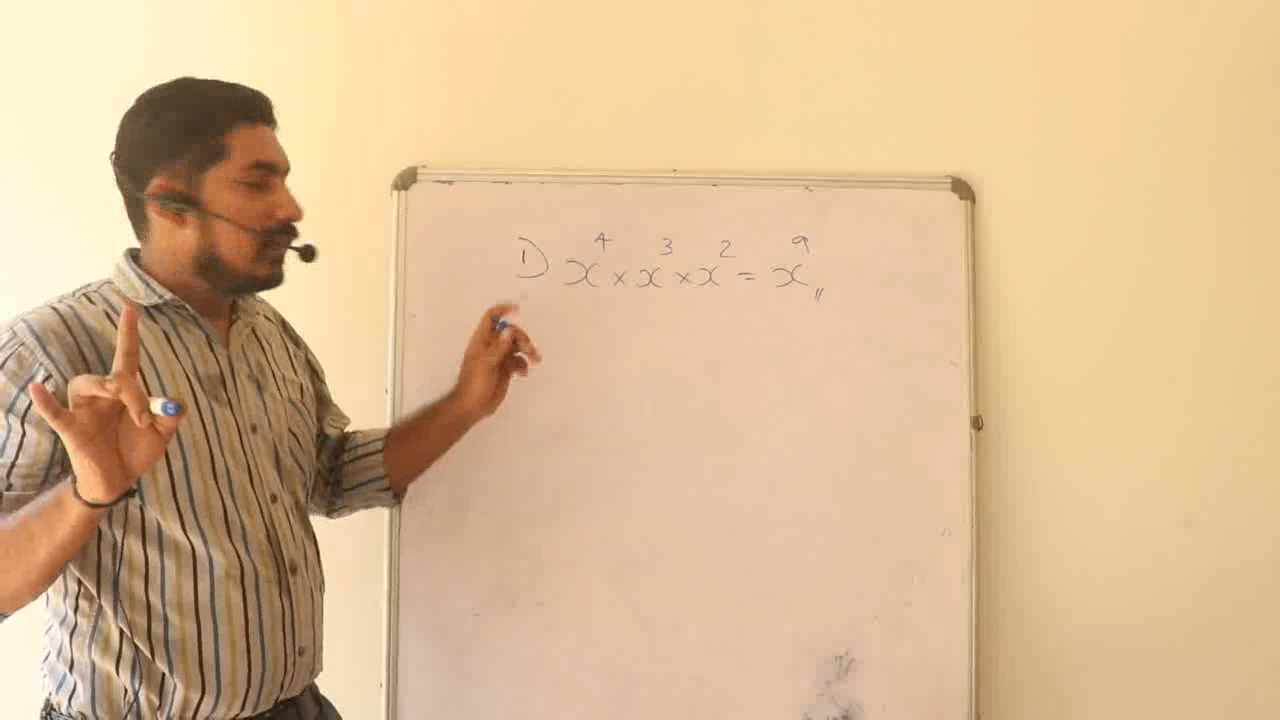 1) x⁴ × x³ × x² = x⁹ //